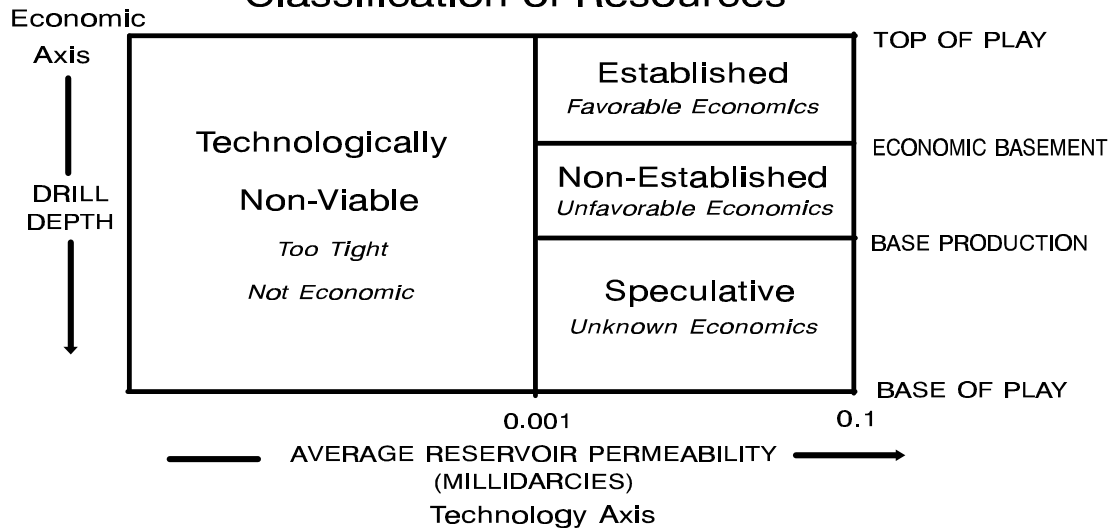 Classification of Resources
Economic
Axis
DRILL
DEPTH
Technologically
Non-Viable
Too Tight
Not Economic
Established
Favorable Economics
Non-Established
Unfavorable Economics
Speculative
Unknown Economics
TOP OF PLAY
ECONOMIC BASEMENT
BASE PRODUCTION
BASE OF PLAY
0.001
0.1
AVERAGE RESERVOIR PERMEABILITY
(MILLIDARCIES)
Technology Axis